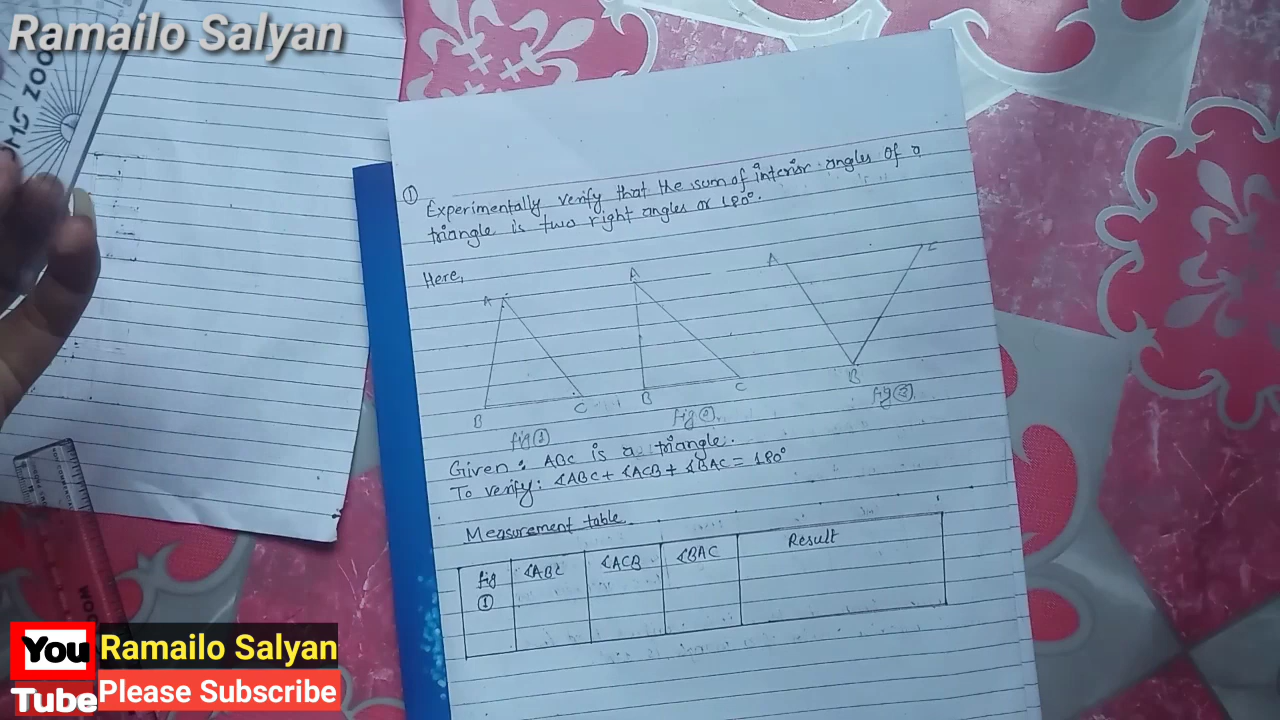 Ramailo Salyan
OMS ZOO
① Experimentally verify that the sum of interior angles of a
triangle is two right angles or 180°.
Here,
A
B
C
fig ①
A
B
C
fig ②
A
C
B
fig ③
Given: ABC is a triangle.
To verify: ∠ABC + ∠ACB + ∠BAC = 180°
Measurement table
fig ∠ABC ∠ACB ∠BAC Result
①
You
Tube
Ramailo Salyan
Please Subscribe